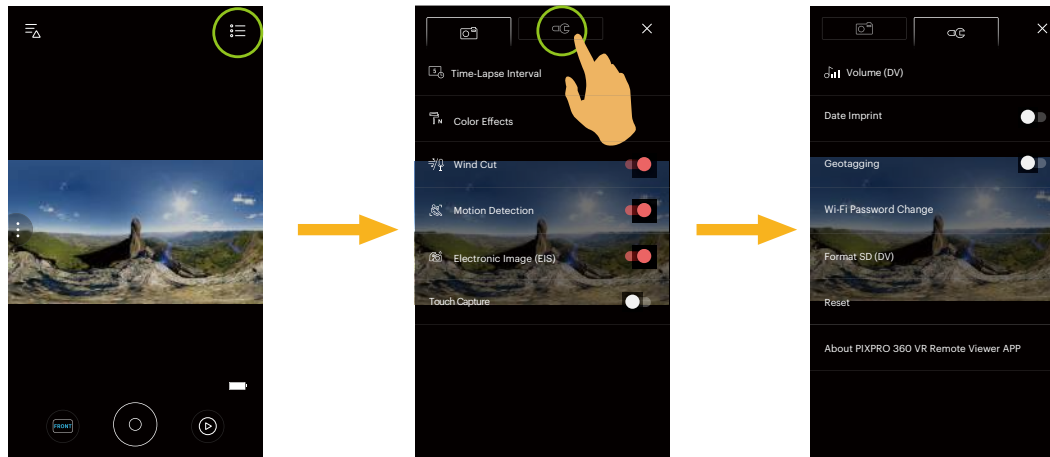 FRONT
5
Time-Lapse Interval
N
Color Effects
Wind Cut
Motion Detection
Electronic Image (EIS)
Touch Capture
Volume (DV)
Date Imprint
Geotagging
Wi-Fi Password Change
Format SD (DV)
Reset
About PIXPRO 360 VR Remote Viewer APP